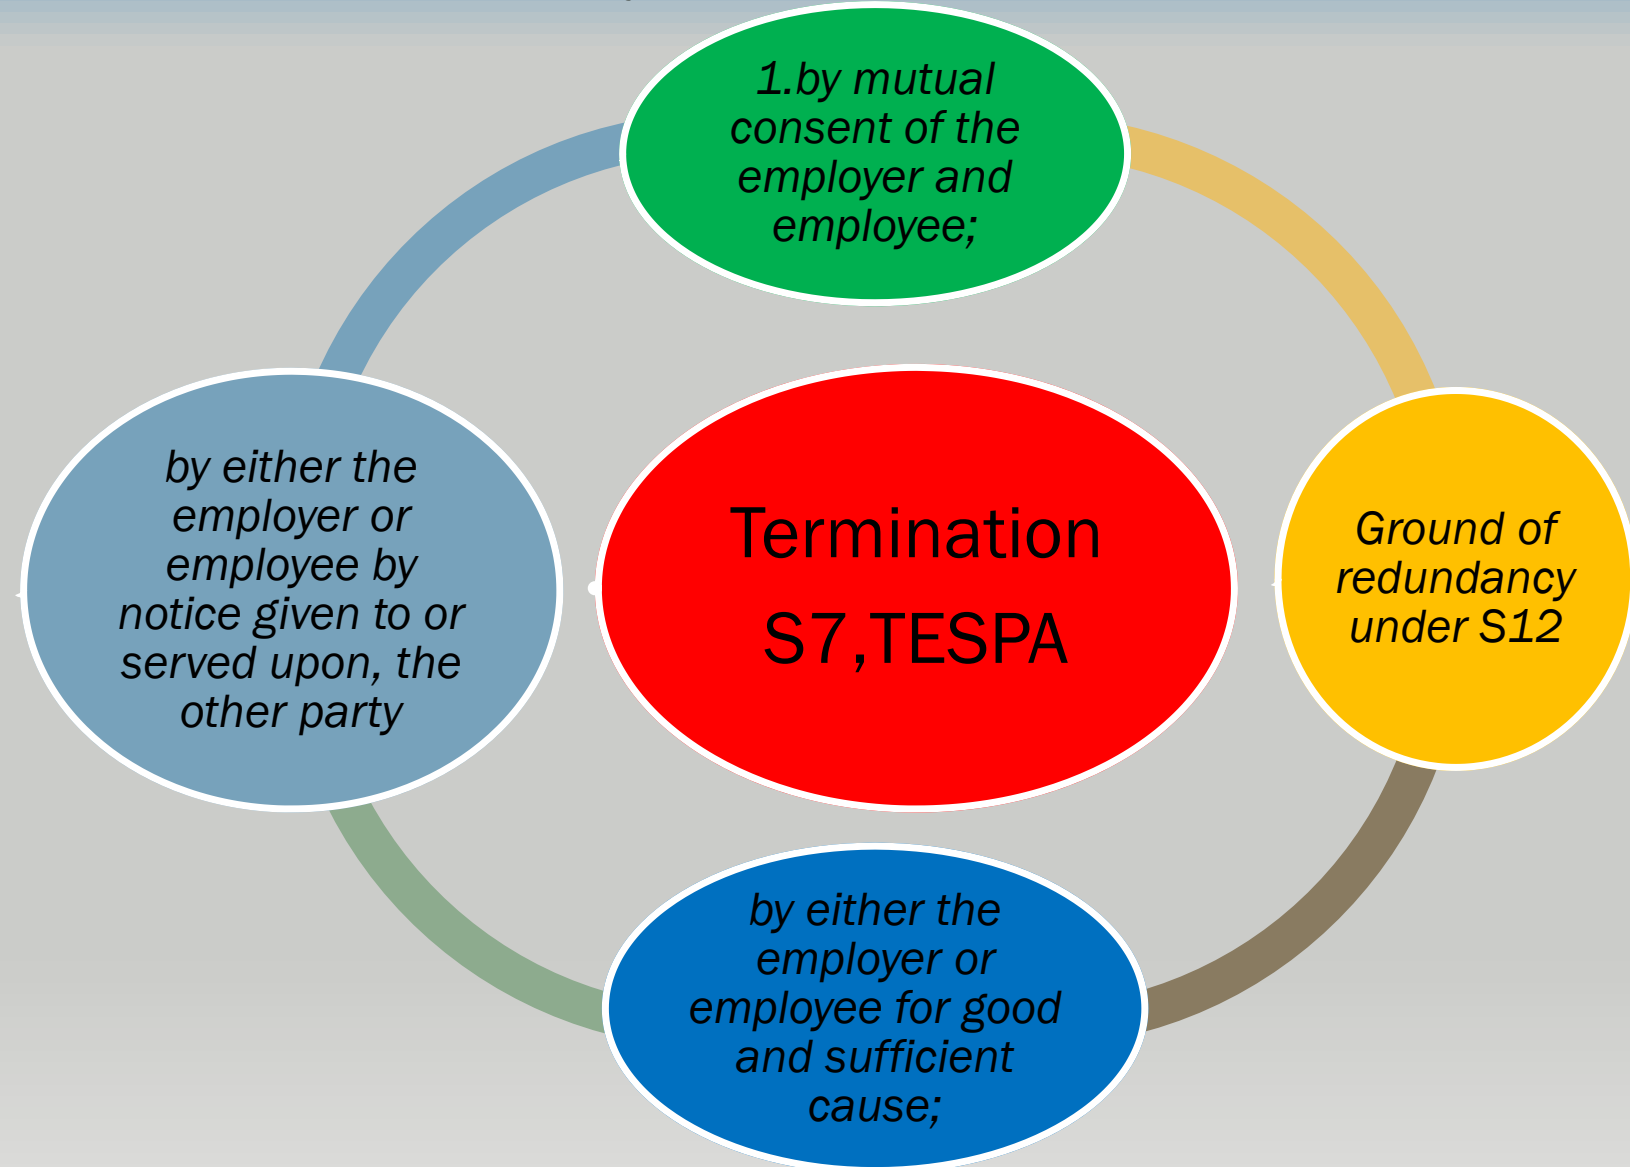 1.by mutual
consent of the
employer and
employee;
Ground of
redundancy
under S12
by either the
employer or
employee for good
and sufficient
cause;
by either the
employer or
employee by
notice given to or
served upon, the
other party
Termination
S7,TESPA